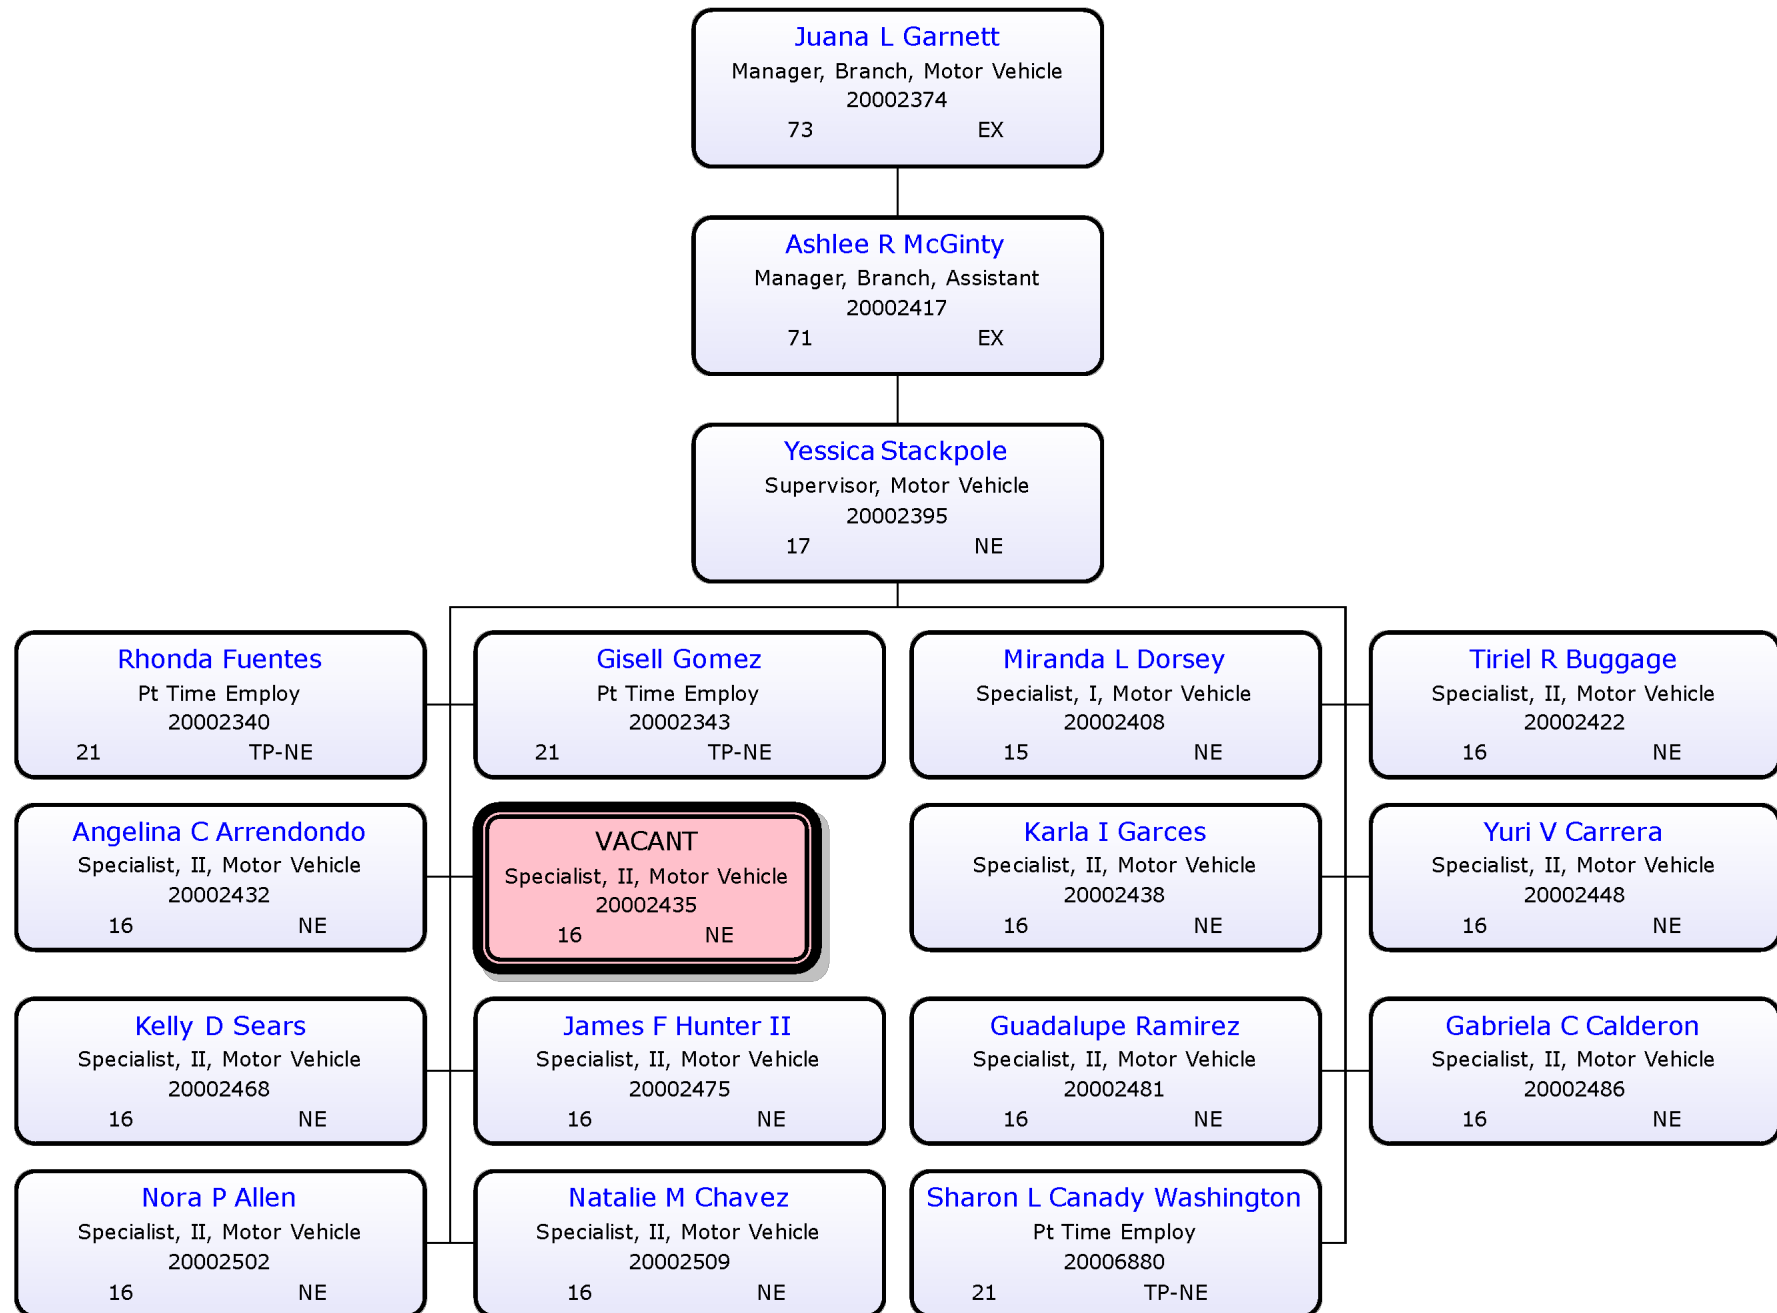 Juana L Garnett
Manager, Branch, Motor Vehicle
20002374
73 EX
Ashlee R McGinty
Manager, Branch, Assistant
20002417
71 EX
Yessica Stackpole
Supervisor, Motor Vehicle
20002395
17 NE
Rhonda Fuentes
Pt Time Employ
20002340
21 TP-NE
Gisell Gomez
Pt Time Employ
20002343
21 TP-NE
Miranda L Dorsey
Specialist, I, Motor Vehicle
20002408
15 NE
Tiriel R Buggage
Specialist, II, Motor Vehicle
20002422
16 NE
Angelina C Arrendondo
Specialist, II, Motor Vehicle
20002432
16 NE
VACANT
Specialist, II, Motor Vehicle
20002435
16 NE
Karla I Garces
Specialist, II, Motor Vehicle
20002438
16 NE
Yuri V Carrera
Specialist, II, Motor Vehicle
20002448
16 NE
Kelly D Sears
Specialist, II, Motor Vehicle
20002468
16 NE
James F Hunter II
Specialist, II, Motor Vehicle
20002475
16 NE
Guadalupe Ramirez
Specialist, II, Motor Vehicle
20002481
16 NE
Gabriela C Calderon
Specialist, II, Motor Vehicle
20002486
16 NE
Nora P Allen
Specialist, II, Motor Vehicle
20002502
16 NE
Natalie M Chavez
Specialist, II, Motor Vehicle
20002509
16 NE
Sharon L Canady Washington
Pt Time Employ
20006880
21 TP-NE